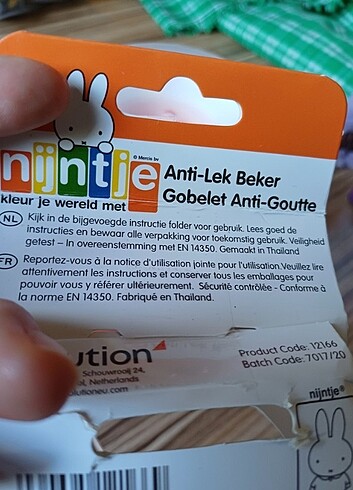 © Mercis bv
nijntje
kleur je wereld met
Anti-Lek Beker
Gobelet Anti-Goutte
NL Kijk in de bijgevoegde instructie folder voor gebruik. Lees goed de
instructies en bewaar alle verpakking voor toekomstig gebruik. Veiligheid
getest – In overeenstemming met EN 14350. Gemaakt in Thailand
FR Reportez-vous à la notice d'utilisation jointe pour l'utilisation.Veuillez lire
attentivement les instructions et conserver tous les emballages pour
pouvoir vous y référer ultérieurement. Sécurité contrôlée - Conforme à
la norme EN 14350. Fabriqué en Thailand.
ution
Schouwrooij 24,
ol, Netherlands
olutioneu.com
Product Code: 12166
Batch Code: 7017/20
nijntje®